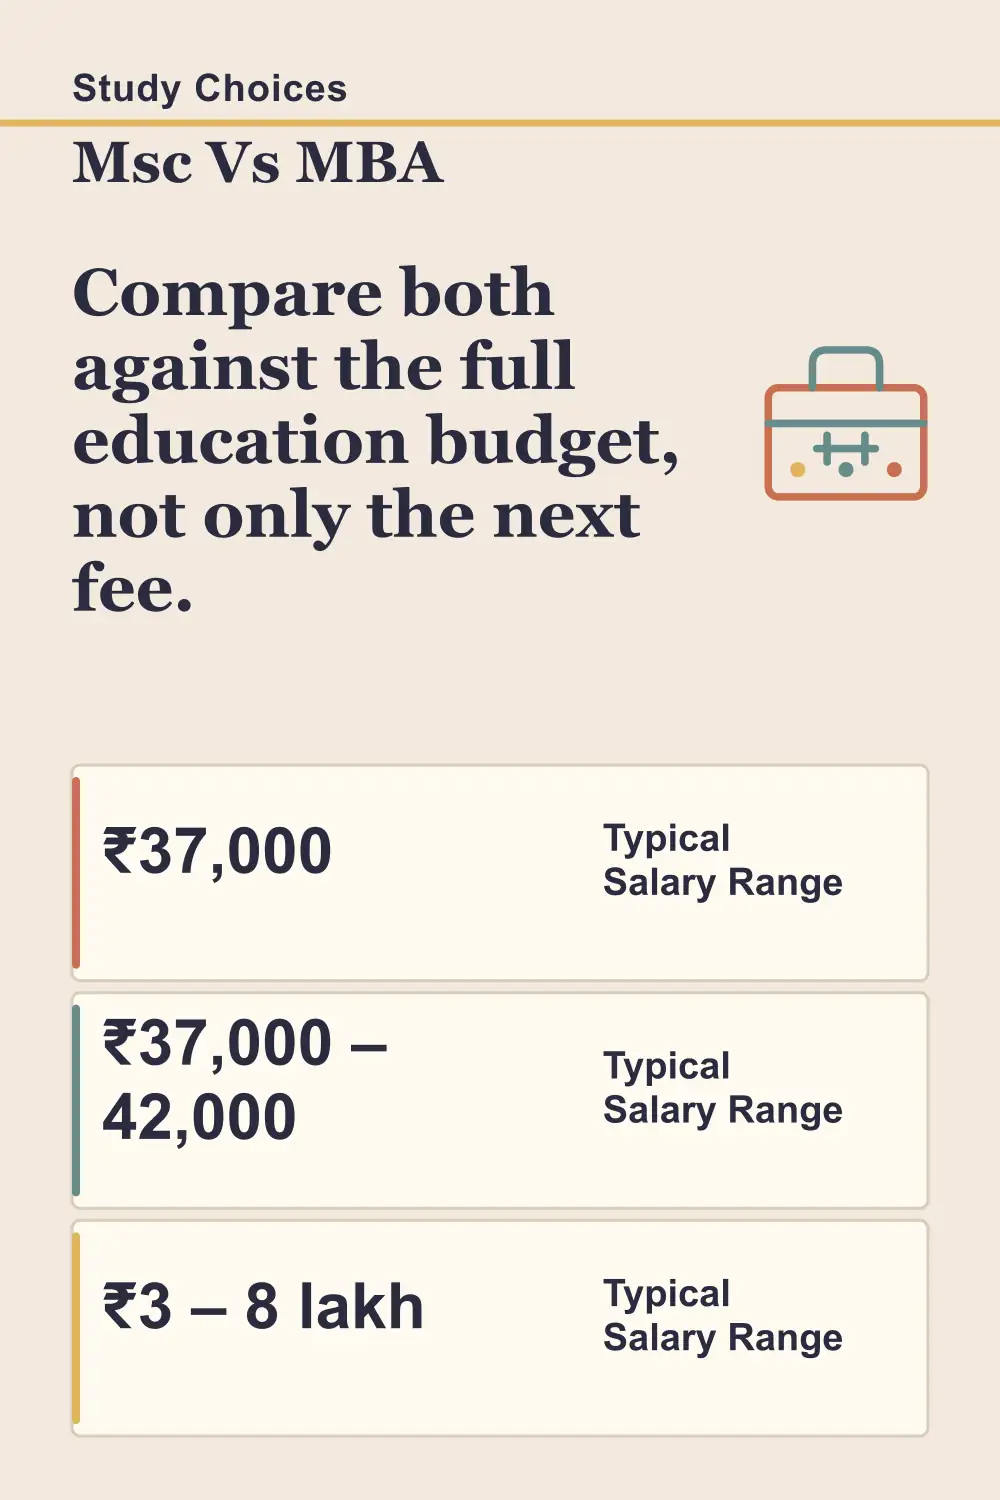 Study Choices
Msc Vs MBA
Compare both
against the full
education budget,
not only the next
fee.
₹37,000
Typical
Salary Range
₹37,000 –
42,000
Typical
Salary Range
₹3 – 8 lakh
Typical
Salary Range